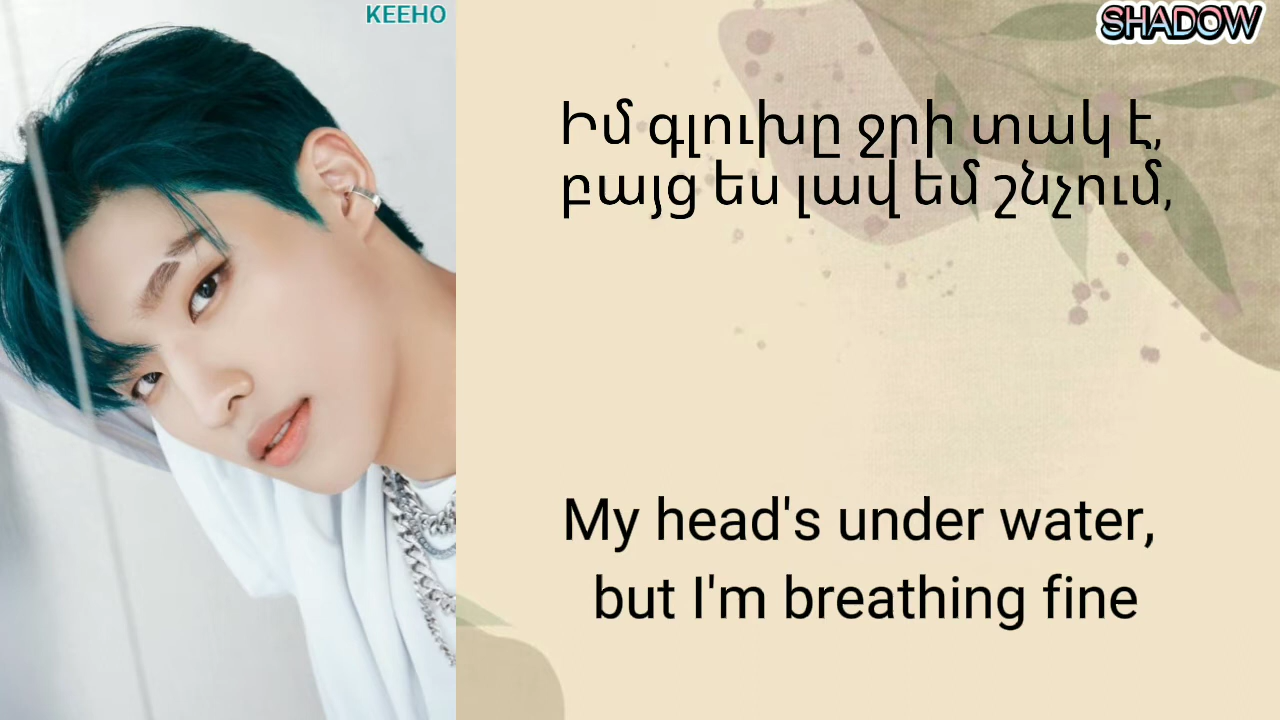 KEEHO
SHADOW
Իմ գլուխը ջրի տակ է,
բայց ես լավ եմ շնչում,
My head's under water,
but I'm breathing fine